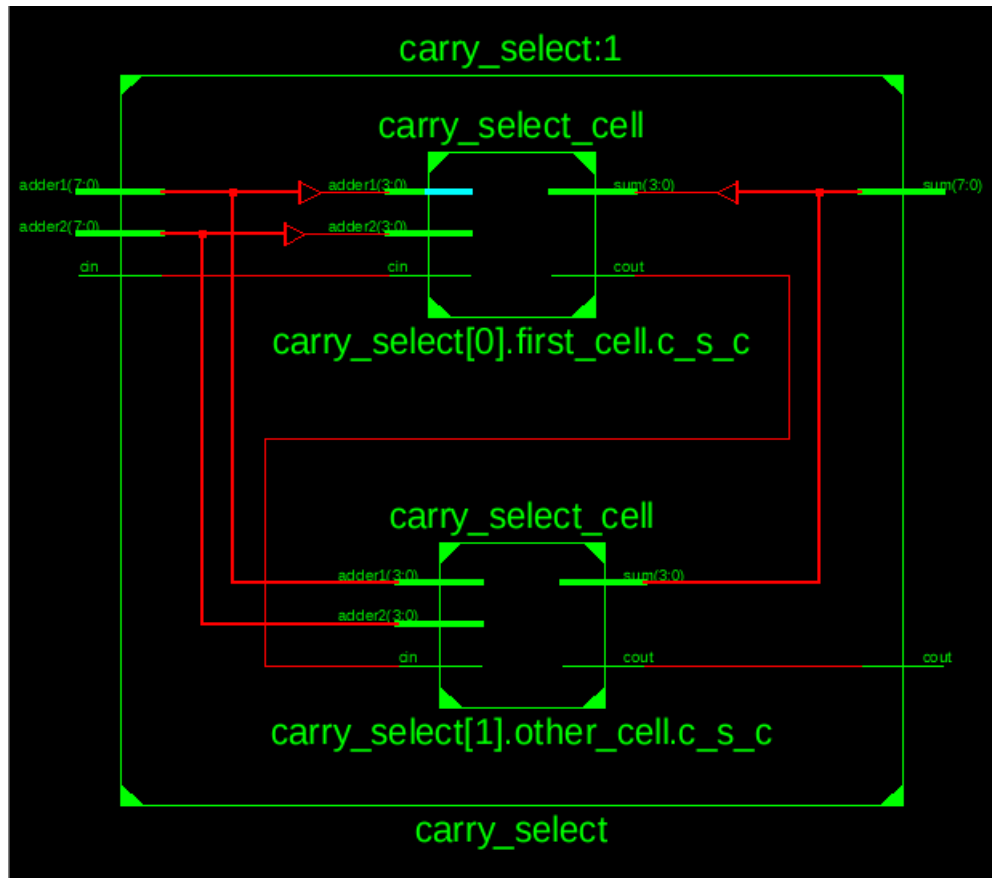 carry_select:1
carry_select_cell
adder1(7:0) adder1(3:0) sum(3:0) sum(7:0)
adder2(7:0) adder2(3:0)
cin cin cout
carry_select[0].first_cell.c_s_c
carry_select_cell
adder1(3:0) sum(3:0)
adder2(3:0)
cin cout cout
carry_select[1].other_cell.c_s_c
carry_select